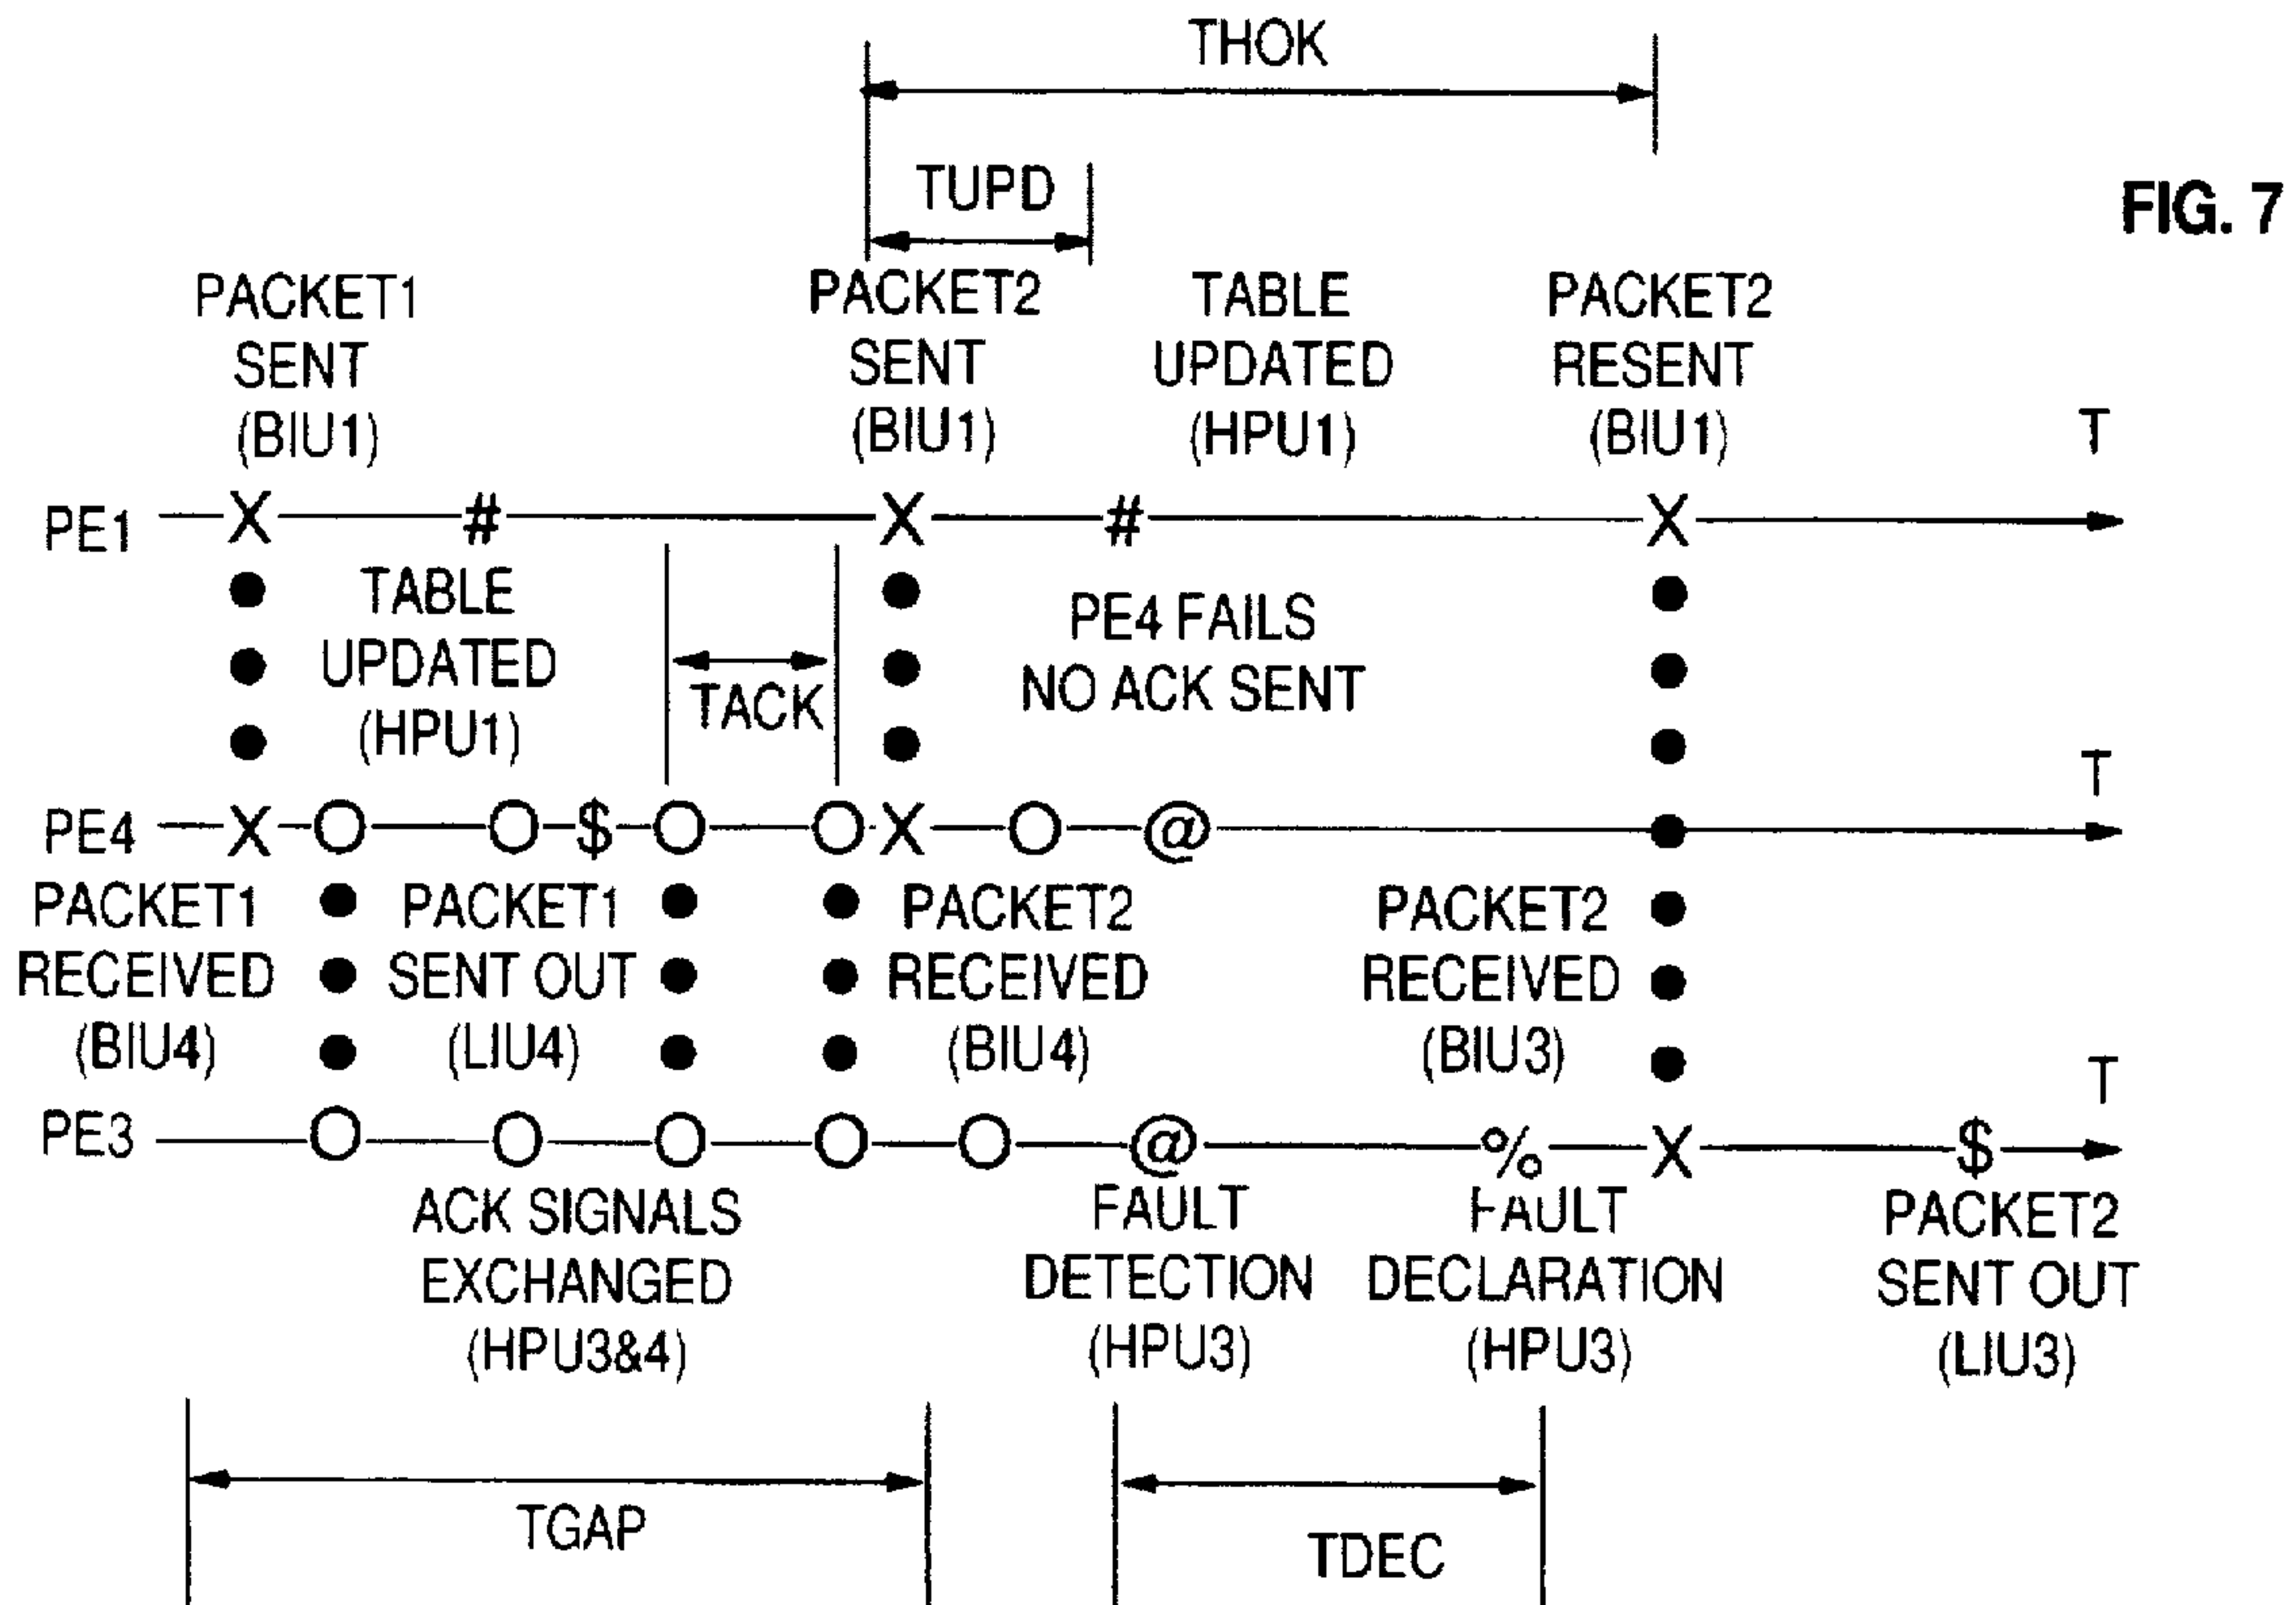 THOK
TUPD
FIG. 7
PACKET1
SENT
(BIU1)
PACKET2
SENT
(BIU1)
TABLE
UPDATED
(HPU1)
PACKET2
RESENT
(BIU1)
T
PE1 X # X # X
TABLE
UPDATED
(HPU1)
TACK
PE4 FAILS
NO ACK SENT
T
PE4 X O O $ O O X O @
PACKET1
RECEIVED
(BIU4)
PACKET1
SENT OUT
(LIU4)
PACKET2
RECEIVED
(BIU4)
PACKET2
RECEIVED
(BIU3)
T
PE3 O O O O O @ % X $
ACK SIGNALS
EXCHANGED
(HPU3&4)
FAULT
DETECTION
(HPU3)
FAULT
DECLARATION
(HPU3)
PACKET2
SENT OUT
(LIU3)
TGAP
TDEC